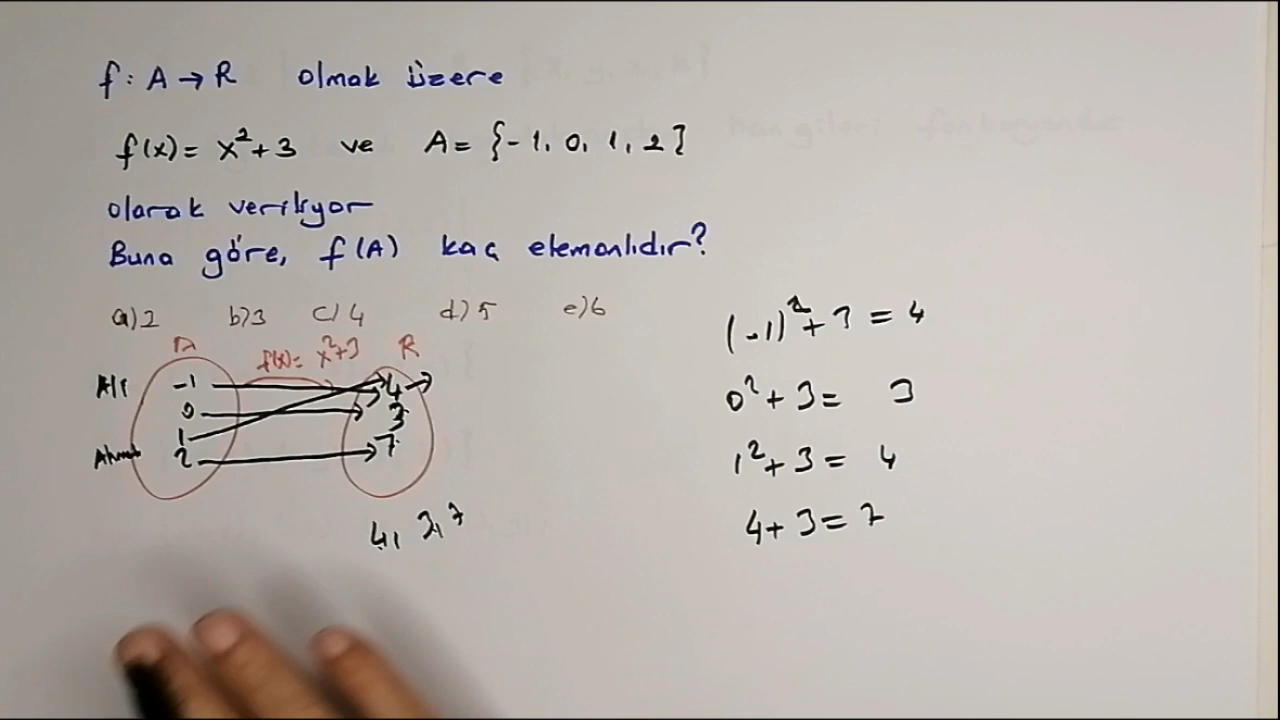 f: A → R olmak üzere
f(x) = x² + 3 ve A = {-1, 0, 1, 2}
olarak veriliyor
Buna göre, f(A) kaç elemanlıdır?
a) 2 b) 3 c) 4 d) 5 e) 6
A f(x) = x² + 3 R
Ali -1 4
0 3
1 7
Ahmet 2
4, 3, 7
(-1)² + 3 = 4
0² + 3 = 3
1² + 3 = 4
4 + 3 = 7